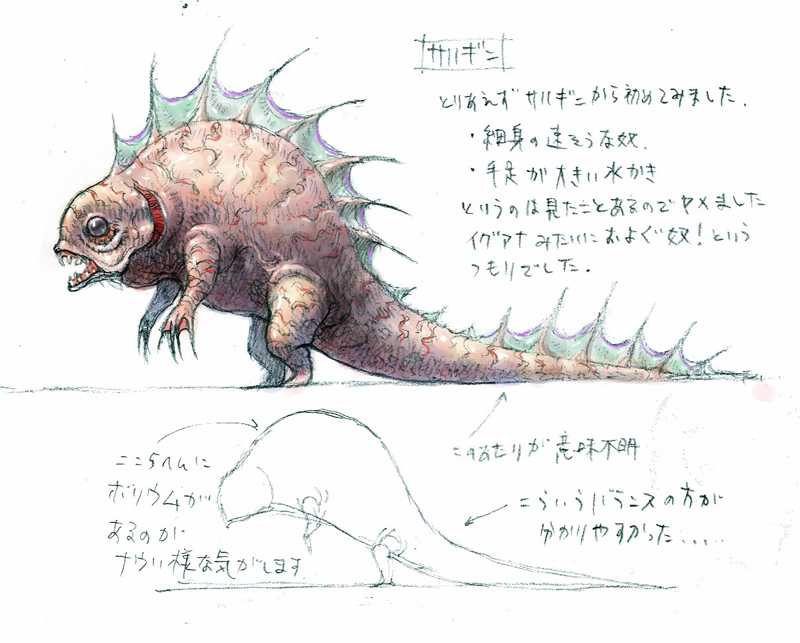 サハギン
とりあえずサハギンから初めてみました.
・細身の速そうな奴.
・手足が大きい水かき
というのは見たことあるのでヤメました
イグアナみたいにおよぐ奴!という
つもりでした.
このあたりが意味不明
ここらへんに
ボリウムが
あるのが
ナウい様な気がします
こういうバランスの方が
分かりやすかった.....